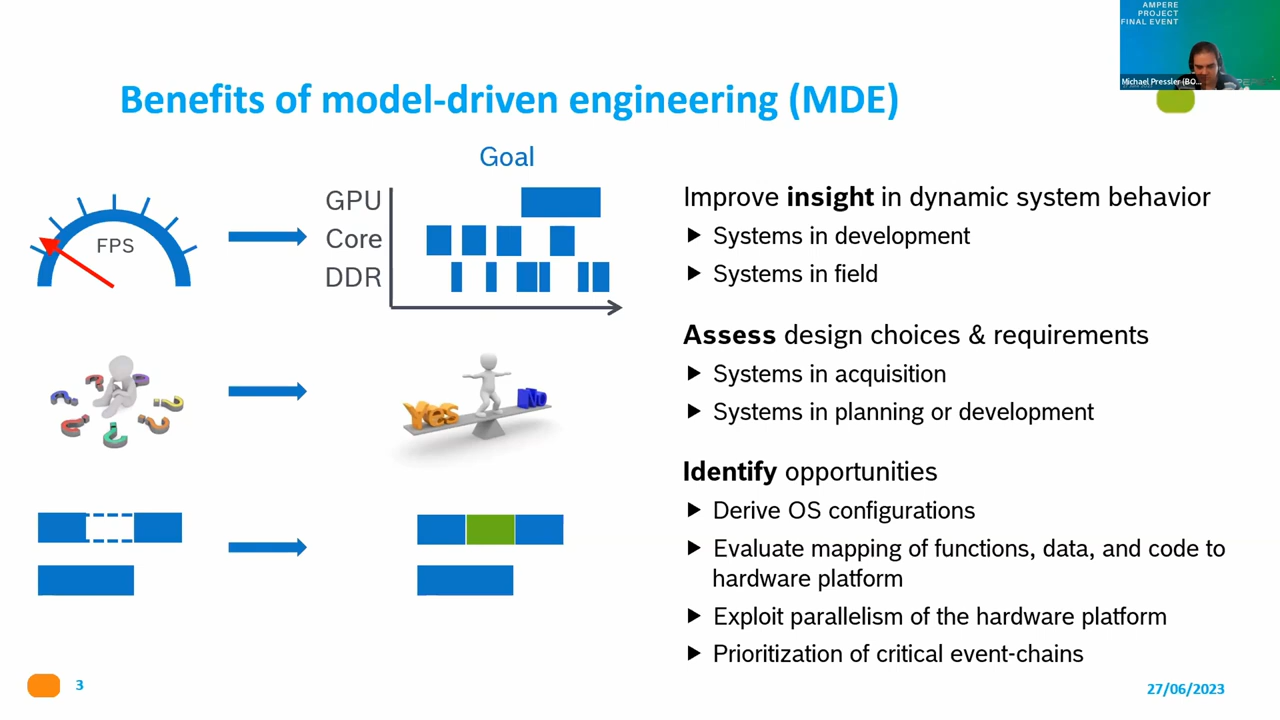 AMPERE
PROJECT
FINAL EVENT
Michael Pressler (BO...
Benefits of model-driven engineering (MDE)
Goal
FPS
GPU
Core
DDR
Improve insight in dynamic system behavior
Systems in development
Systems in field
Yes
No
Assess design choices & requirements
Systems in acquisition
Systems in planning or development
Identify opportunities
Derive OS configurations
Evaluate mapping of functions, data, and code to
hardware platform
Exploit parallelism of the hardware platform
Prioritization of critical event-chains
3
27/06/2023